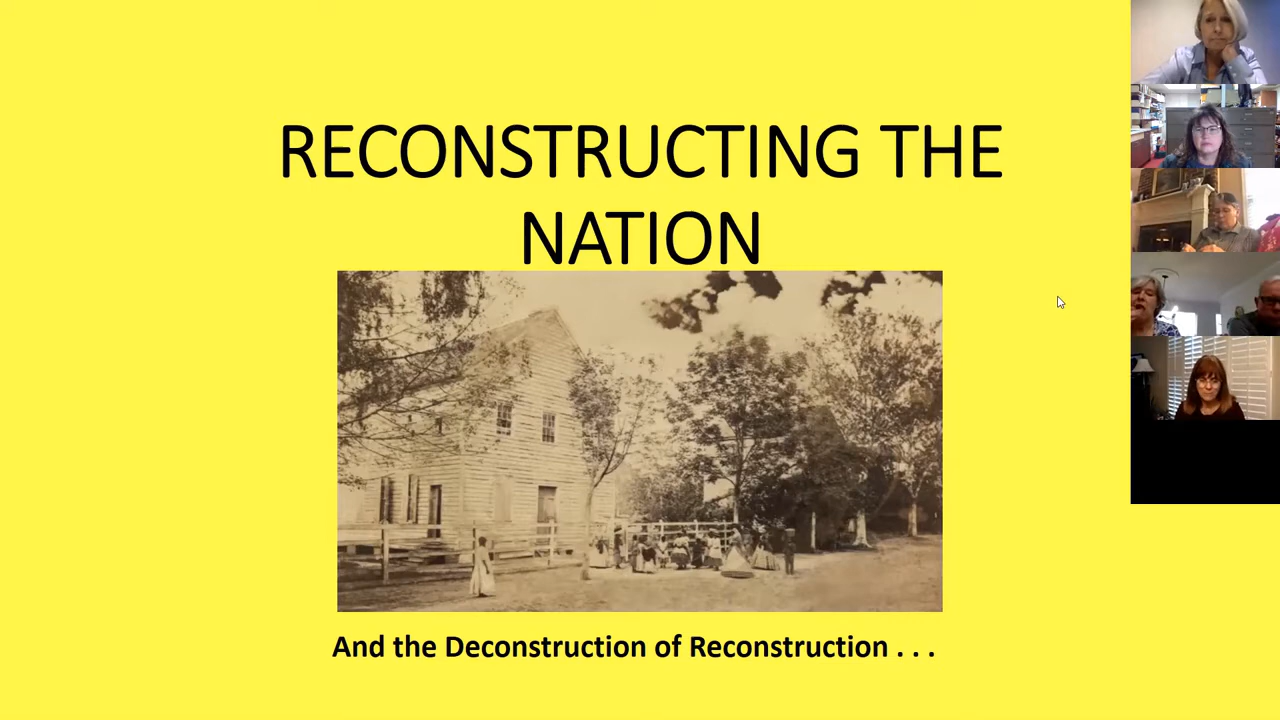 RECONSTRUCTING THE
NATION
And the Deconstruction of Reconstruction . . .